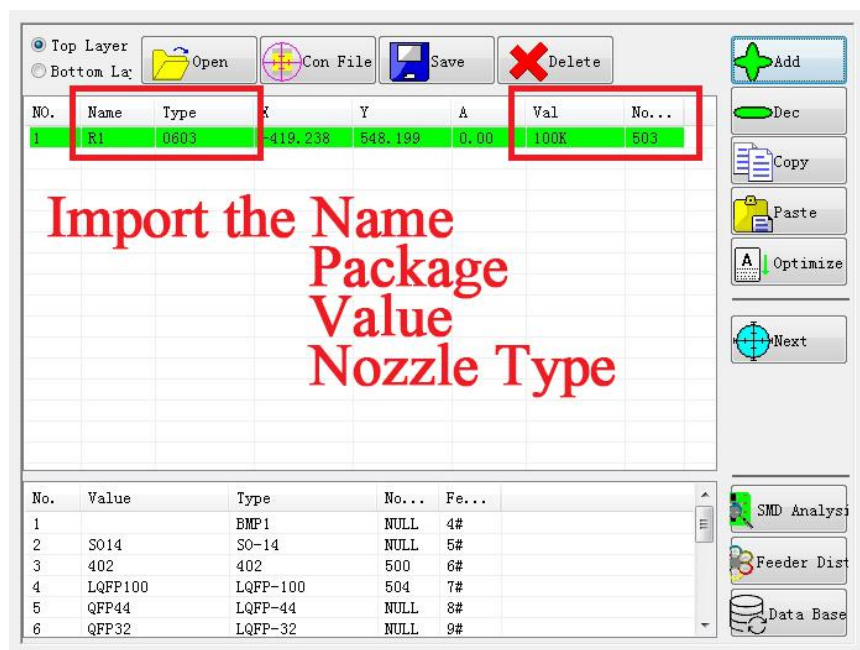 Top Layer
Bottom La
Open
Con File
Save
Delete
Add
NO. Name Type X Y A Val No...
1 R1 0603 -419.238 548.199 0.00 100K 503
Dec
Copy
Paste
Optimize
Next
Import the Name
Package
Value
Nozzle Type
No. Value Type No... Fe...
1 BMP1 NULL 4#
2 SO14 SO-14 NULL 5#
3 402 402 500 6#
4 LQFP100 LQFP-100 504 7#
5 QFP44 LQFP-44 NULL 8#
6 QFP32 LQFP-32 NULL 9#
SMD Analysi
Feeder Dist
Data Base